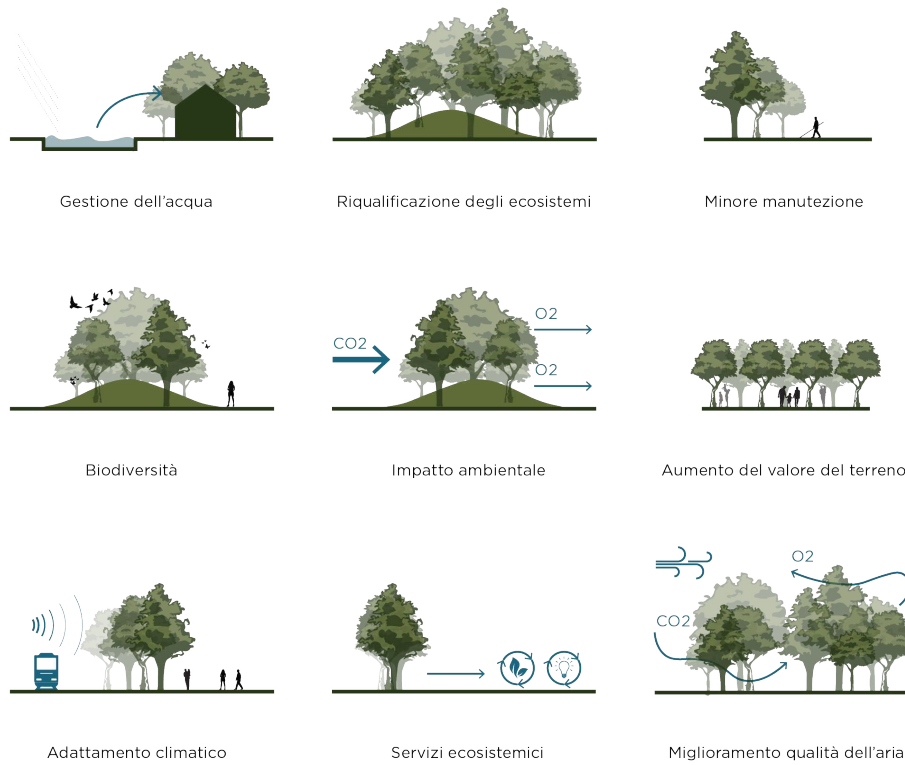 Gestione dell'acqua
Riqualificazione degli ecosistemi
Minore manutezione
CO2
O2
O2
Biodiversità
Impatto ambientale
Aumento del valore del terreno
CO2
O2
Adattamento climatico
Servizi ecosistemici
Miglioramento qualità dell'aria